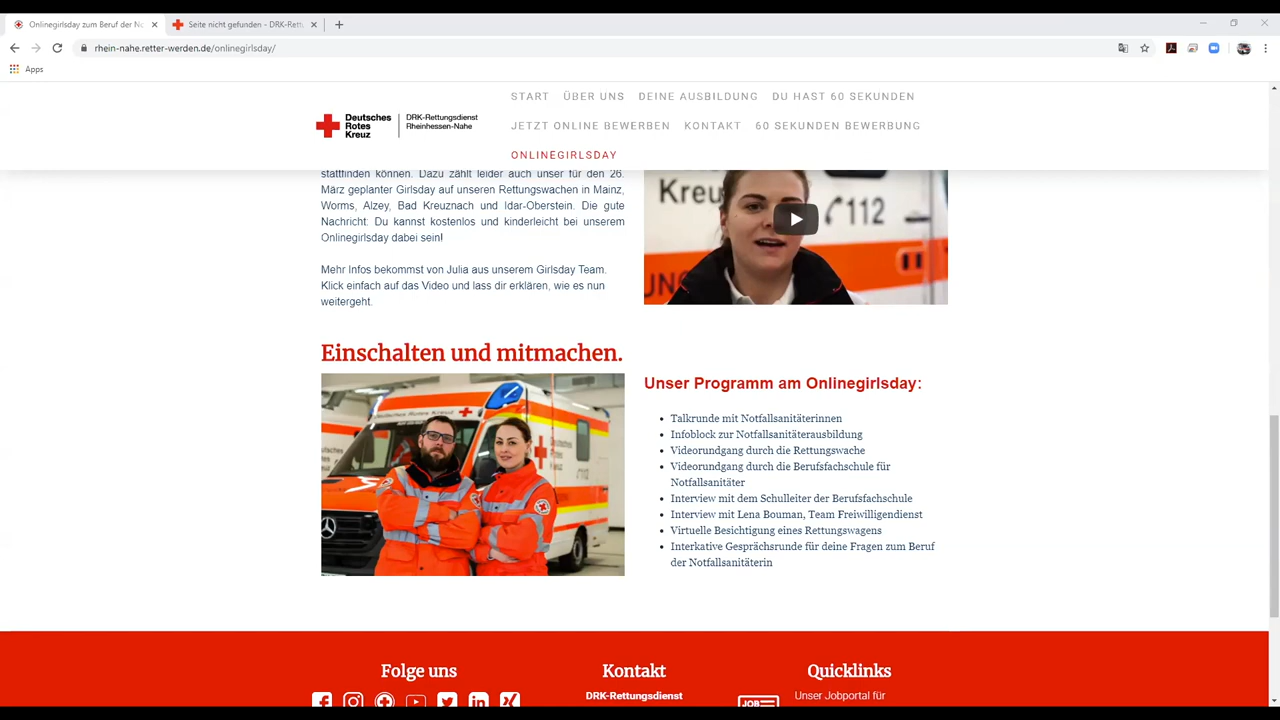 Onlinegirlsday zum Beruf der No
Seite nicht gefunden - DRK-Rett
rhein-nahe.retter-werden.de/onlinegirlsday/
Apps
Deutsches
Rotes
Kreuz
DRK-Rettungsdienst
Rheinhessen-Nahe
START ÜBER UNS DEINE AUSBILDUNG DU HAST 60 SEKUNDEN
JETZT ONLINE BEWERBEN KONTAKT 60 SEKUNDEN BEWERBUNG
ONLINEGIRLSDAY
stattfinden können. Dazu zählt leider auch unser für den 26.
März geplanter Girlsday auf unseren Rettungswachen in Mainz,
Worms, Alzey, Bad Kreuznach und Idar-Oberstein. Die gute
Nachricht: Du kannst kostenlos und kinderleicht bei unserem
Onlinegirlsday dabei sein!
Mehr Infos bekommst von Julia aus unserem Girlsday Team.
Klick einfach auf das Video und lass dir erklären, wie es nun
weitergeht.
Kreu
112
UNG
Einschalten und mitmachen.
Unser Programm am Onlinegirlsday:
Talkrunde mit Notfallsanitäterinnen
Infoblock zur Notfallsanitäterausbildung
Videorundgang durch die Rettungswache
Videorundgang durch die Berufsfachschule für
Notfallsanitäter
Interview mit dem Schulleiter der Berufsfachschule
Interview mit Lena Bouman, Team Freiwilligendienst
Virtuelle Besichtigung eines Rettungswagens
Interkative Gesprächsrunde für deine Fragen zum Beruf
der Notfallsanitäterin
Folge uns
Kontakt
DRK-Rettungsdienst
Quicklinks
JOB
Unser Jobportal für